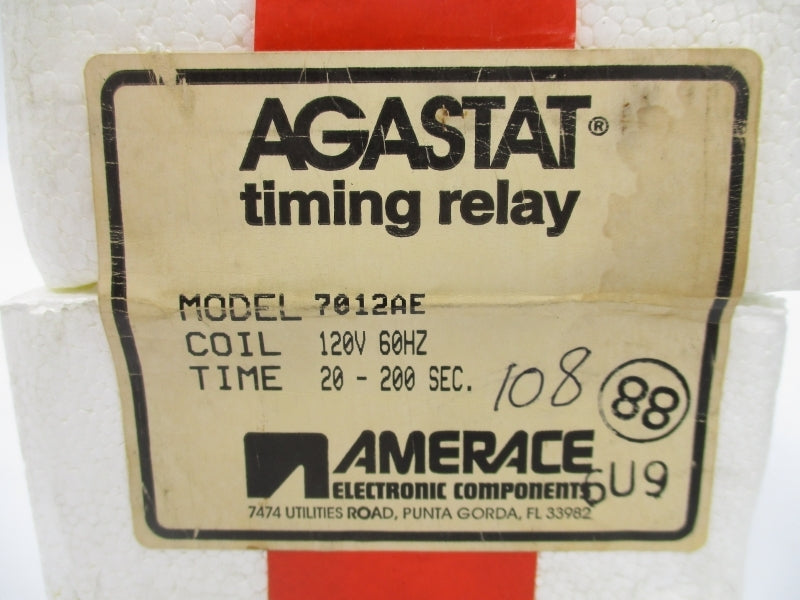 AGASTAT®
timing relay
MODEL 7012AE
COIL 120V 60HZ
TIME 20 - 200 SEC.
108
88
AMERACE
ELECTRONIC COMPONENTS
6U9
7474 UTILITIES ROAD, PUNTA GORDA, FL 33982